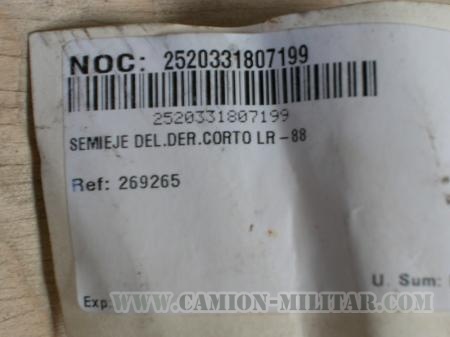 NOC: 2520331807199
2520331807199
SEMIEJE DEL.DER.CORTO LR-88
Ref: 269265
U. Sum:
Exp:
WWW.CAMION-MILITAR.COM